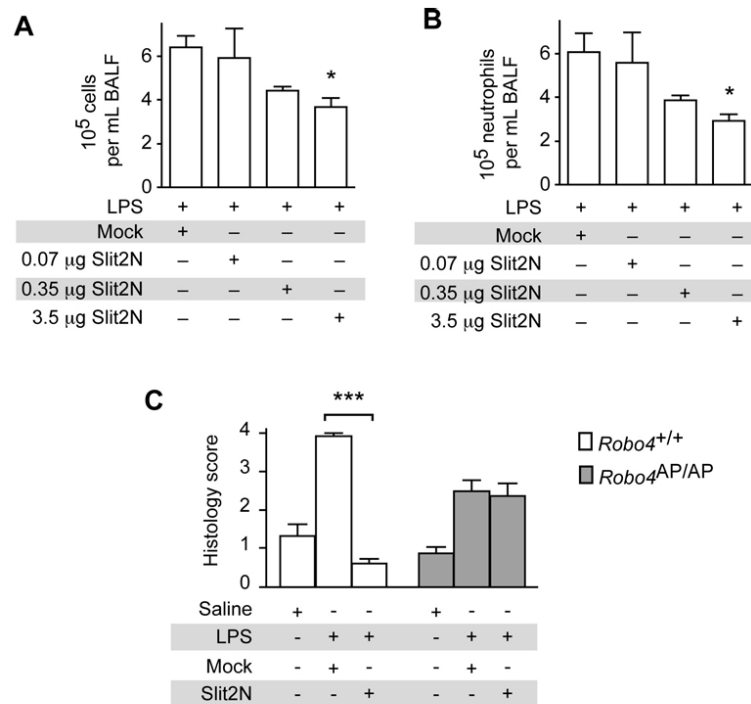 A
10⁵ cells
per mL BALF
6
4
2
0
*
LPS + + + +
Mock + – – –
0.07 µg Slit2N – + – –
0.35 µg Slit2N – – + –
3.5 µg Slit2N – – – +
B
10⁵ neutrophils
per mL BALF
6
4
2
0
*
LPS + + + +
Mock + – – –
0.07 µg Slit2N – + – –
0.35 µg Slit2N – – + –
3.5 µg Slit2N – – – +
C
Histology score
4
3
2
1
0
***
Robo4+/+
Robo4AP/AP
Saline + - - + - -
LPS - + + - + +
Mock - + - - + -
Slit2N - - + - - +